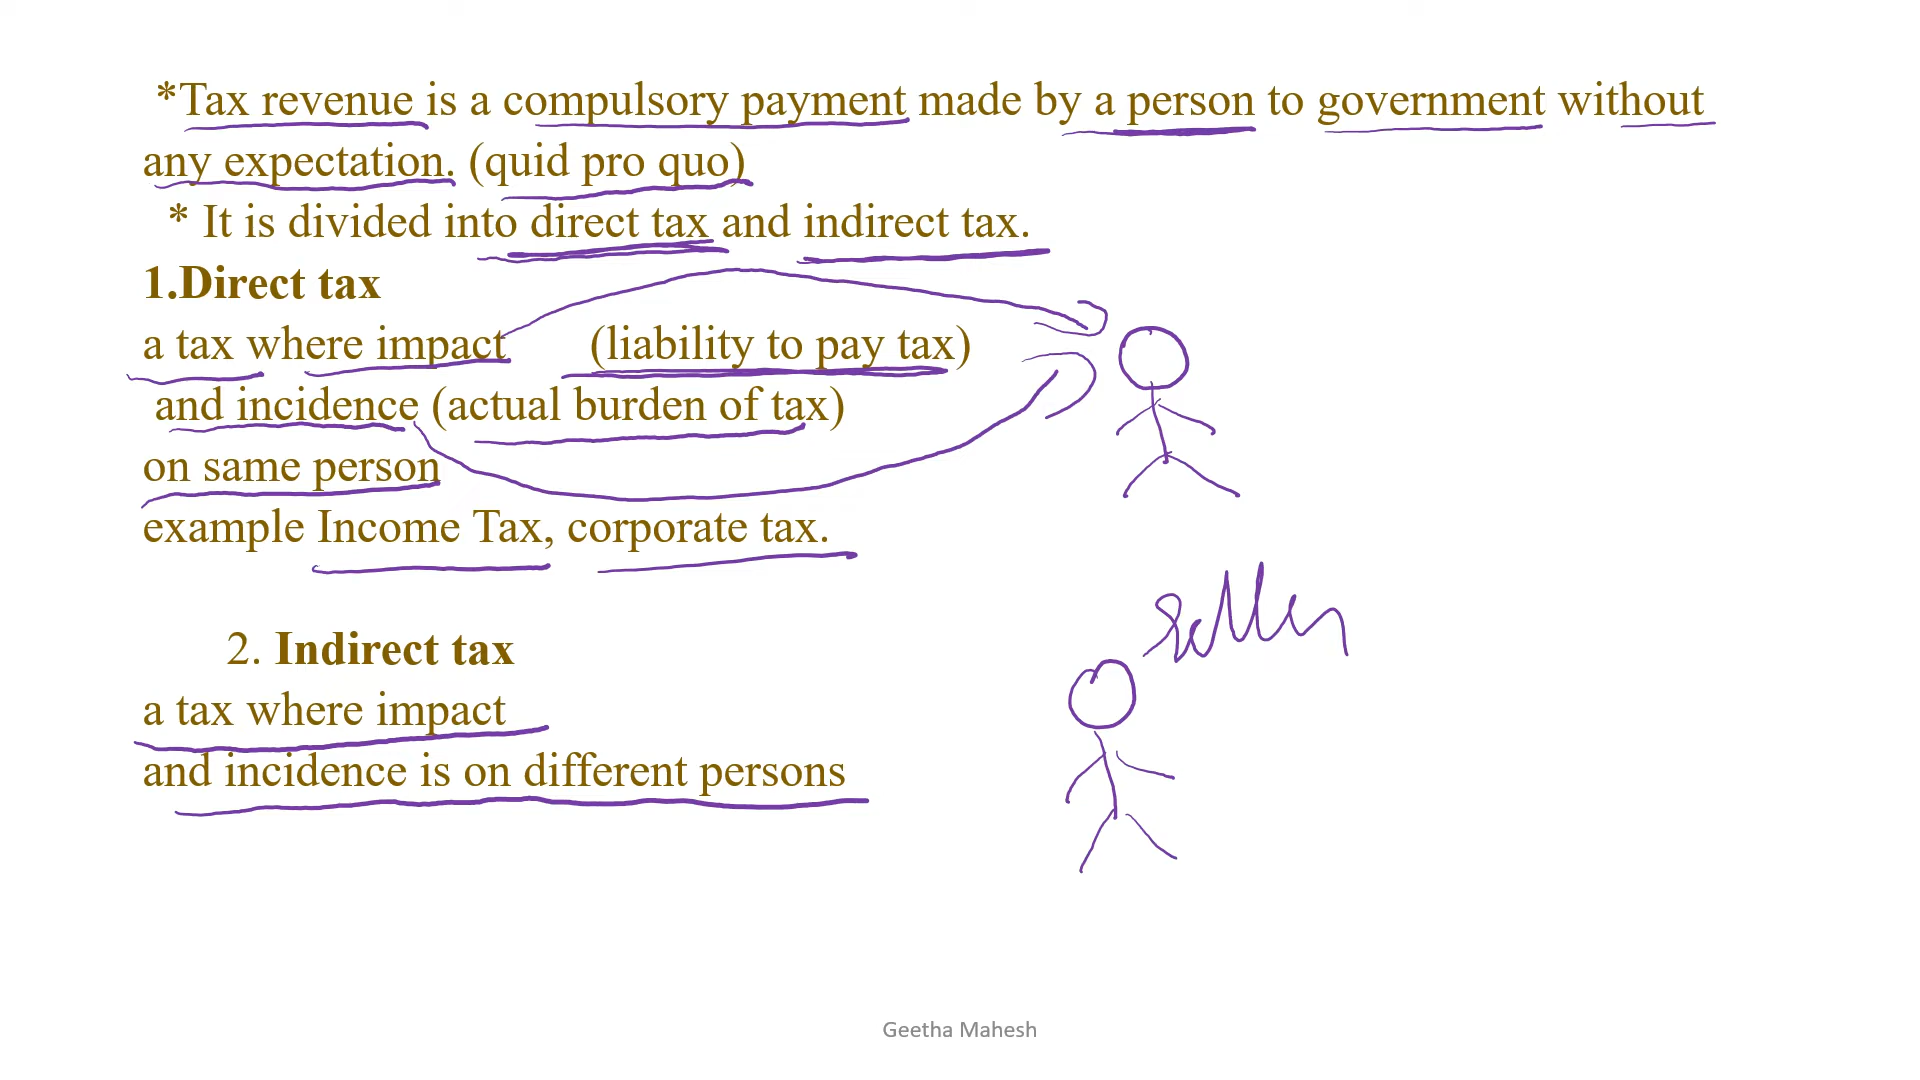 *Tax revenue is a compulsory payment made by a person to government without
any expectation. (quid pro quo)
* It is divided into direct tax and indirect tax.
1.Direct tax
a tax where impact (liability to pay tax)
and incidence (actual burden of tax)
on same person
example Income Tax, corporate tax.
seller
2. Indirect tax
a tax where impact
and incidence is on different persons
Geetha Mahesh